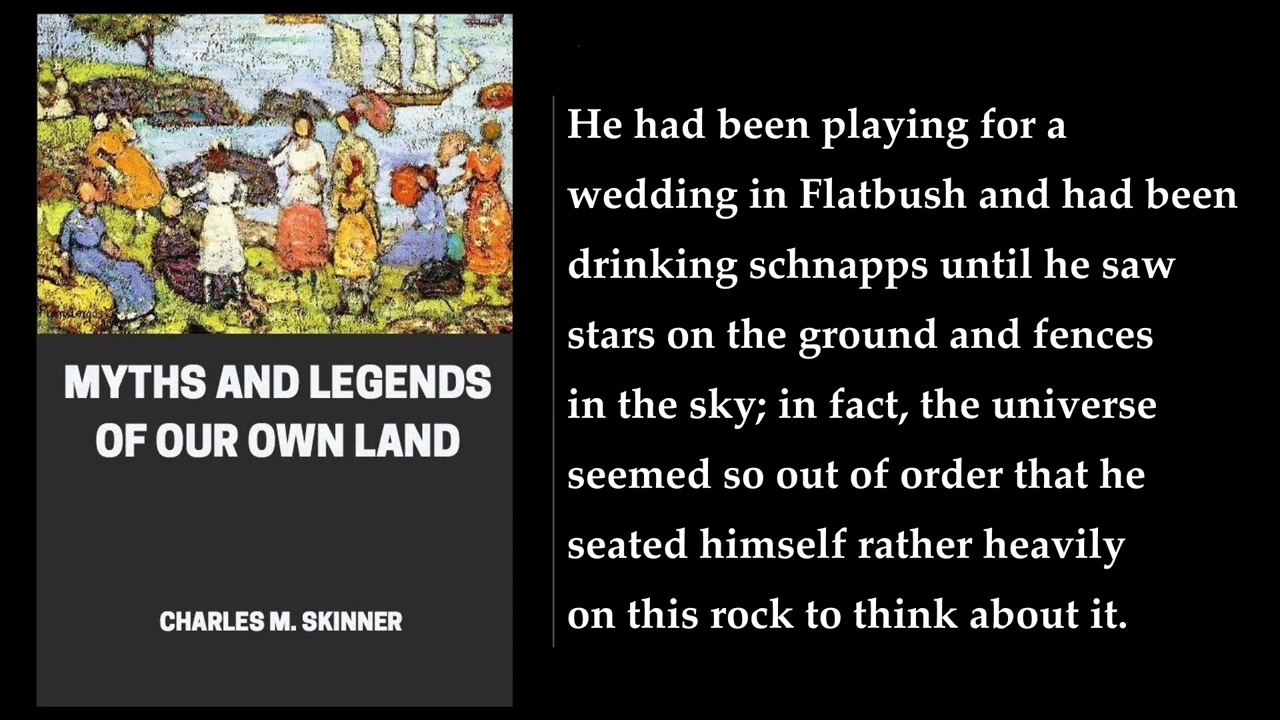 MYTHS AND LEGENDS
OF OUR OWN LAND
CHARLES M. SKINNER
He had been playing for a
wedding in Flatbush and had been
drinking schnapps until he saw
stars on the ground and fences
in the sky; in fact, the universe
seemed so out of order that he
seated himself rather heavily
on this rock to think about it.